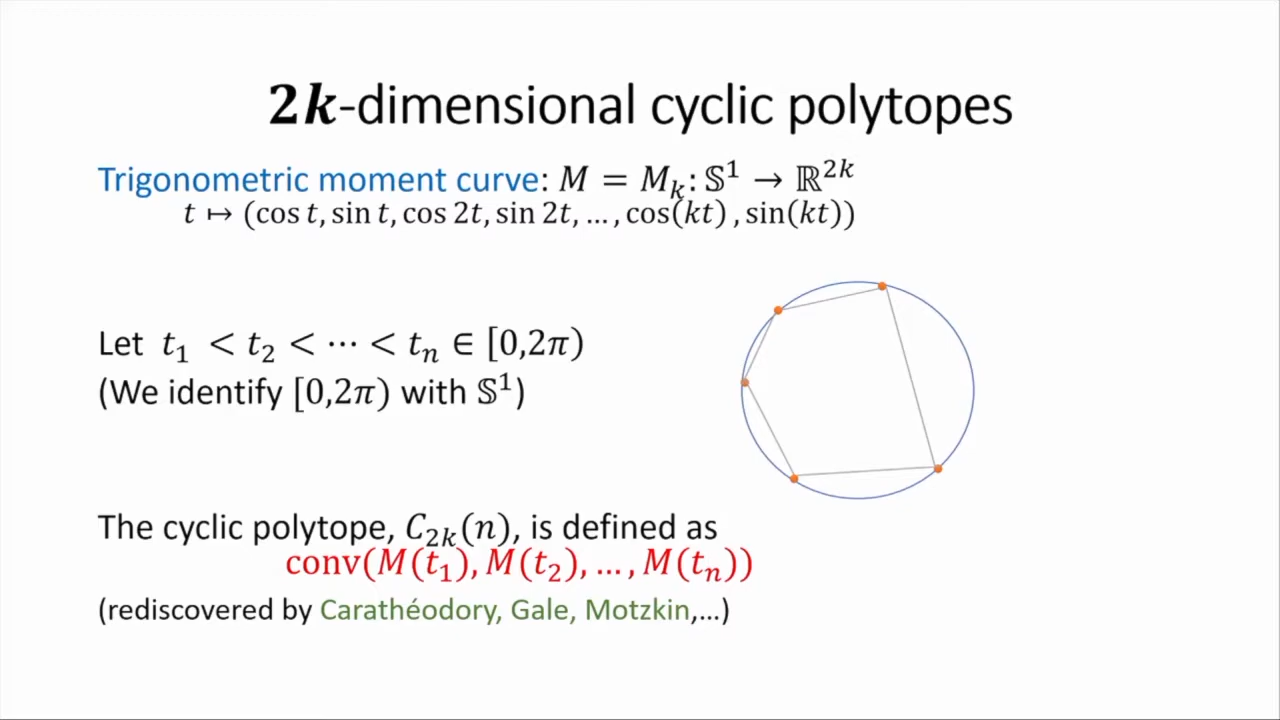 2k-dimensional cyclic polytopes
Trigonometric moment curve: M = Mₖ: 𝕊¹ → ℝ²ᵏ
t ↦ (cos t, sin t, cos 2t, sin 2t, … , cos(kt) , sin(kt))
Let t₁ < t₂ < ⋯ < tₙ ∈ [0,2π)
(We identify [0,2π) with 𝕊¹)
The cyclic polytope, C₂ₖ(n), is defined as
conv(M(t₁), M(t₂), … , M(tₙ))
(rediscovered by Carathéodory, Gale, Motzkin,…)